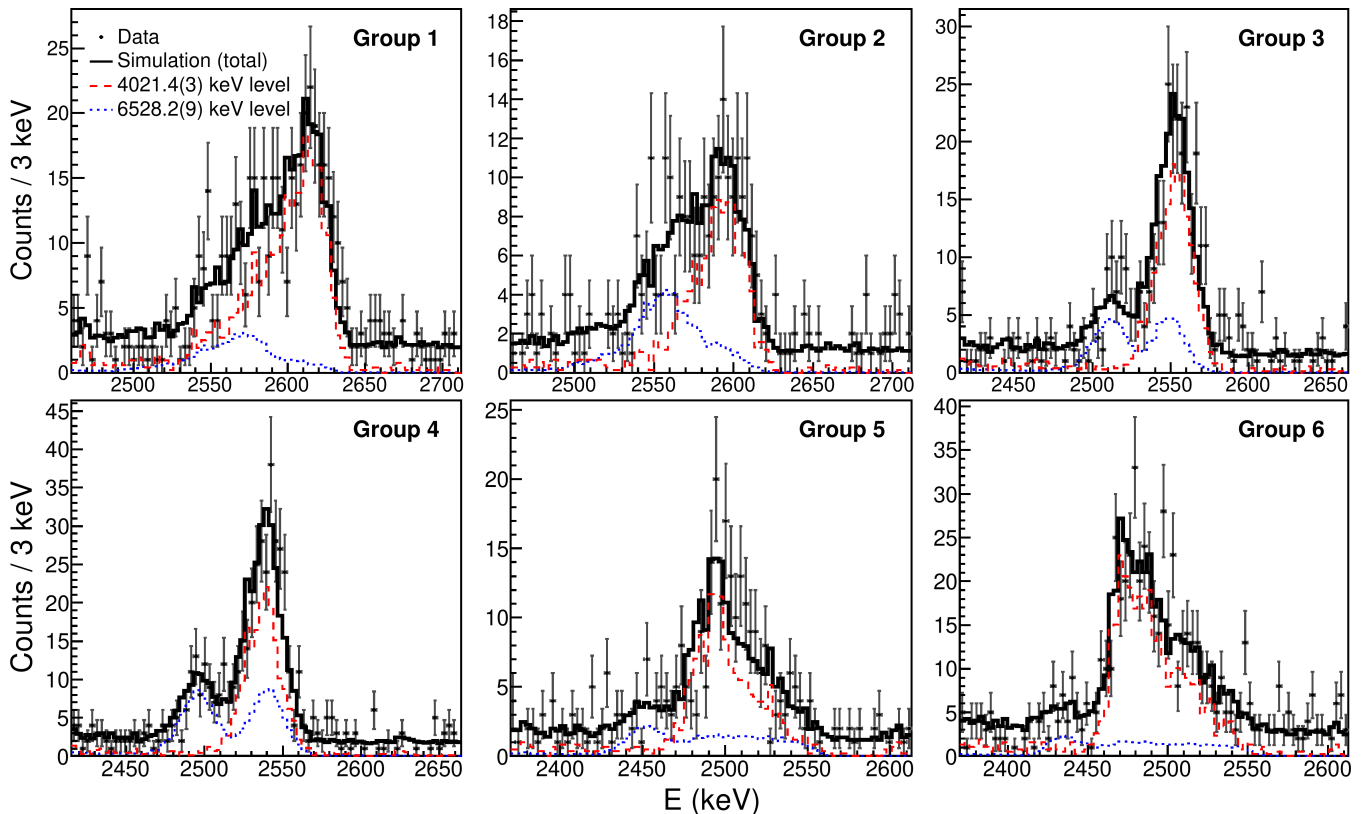 Group 1
Data
Simulation (total)
4021.4(3) keV level
6528.2(9) keV level
Counts / 3 keV
0
5
10
15
20
25
2500 2550 2600 2650 2700
Group 2
0
2
4
6
8
10
12
14
16
18
2500 2550 2600 2650 2700
Group 3
0
5
10
15
20
25
30
2450 2500 2550 2600 2650
Group 4
Counts / 3 keV
0
5
10
15
20
25
30
35
40
45
2450 2500 2550 2600 2650
Group 5
0
5
10
15
20
25
2400 2450 2500 2550 2600
Group 6
0
5
10
15
20
25
30
35
40
2400 2450 2500 2550 2600
E (keV)